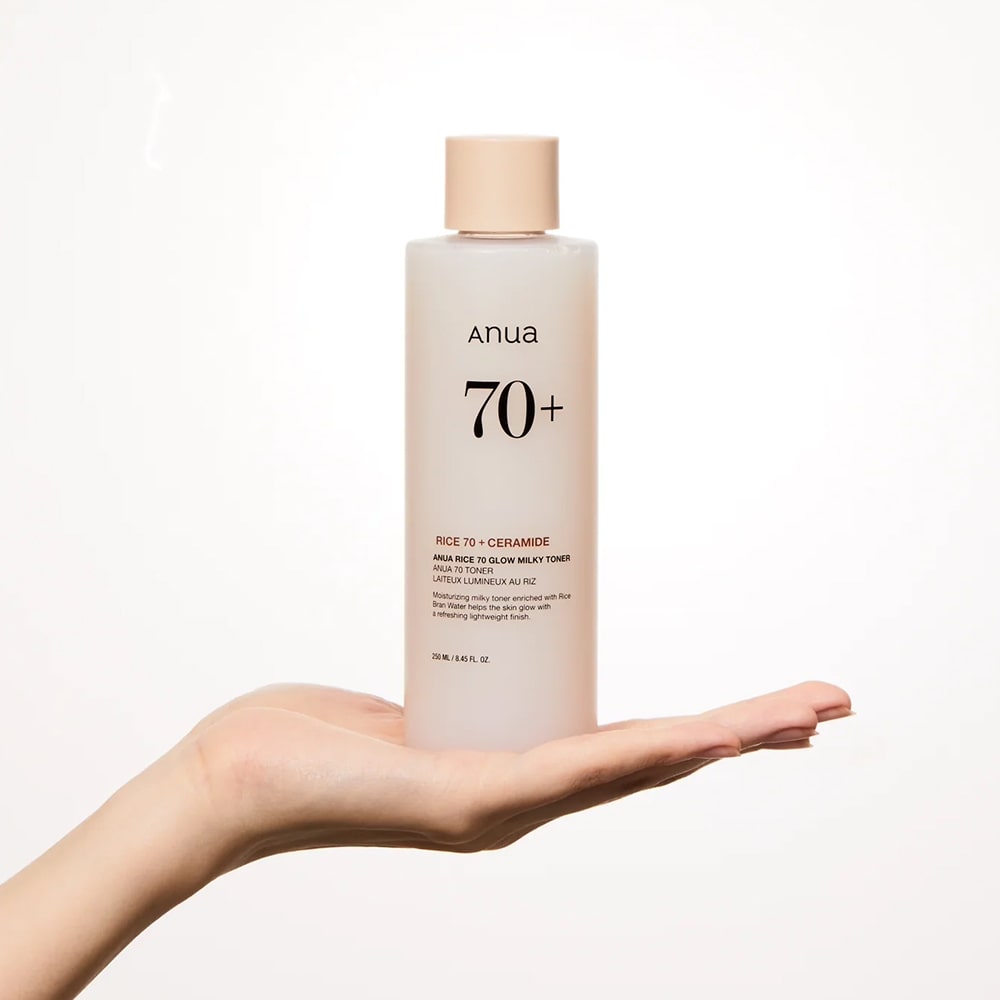 Anua
70+
RICE 70 + CERAMIDE
ANUA RICE 70 GLOW MILKY TONER
ANUA 70 TONER
LAITEUX LUMINEUX AU RIZ
Moisturizing milky toner enriched with Rice
Bran Water helps the skin glow with
a refreshing lightweight finish.
250 ML / 8.45 FL. OZ.